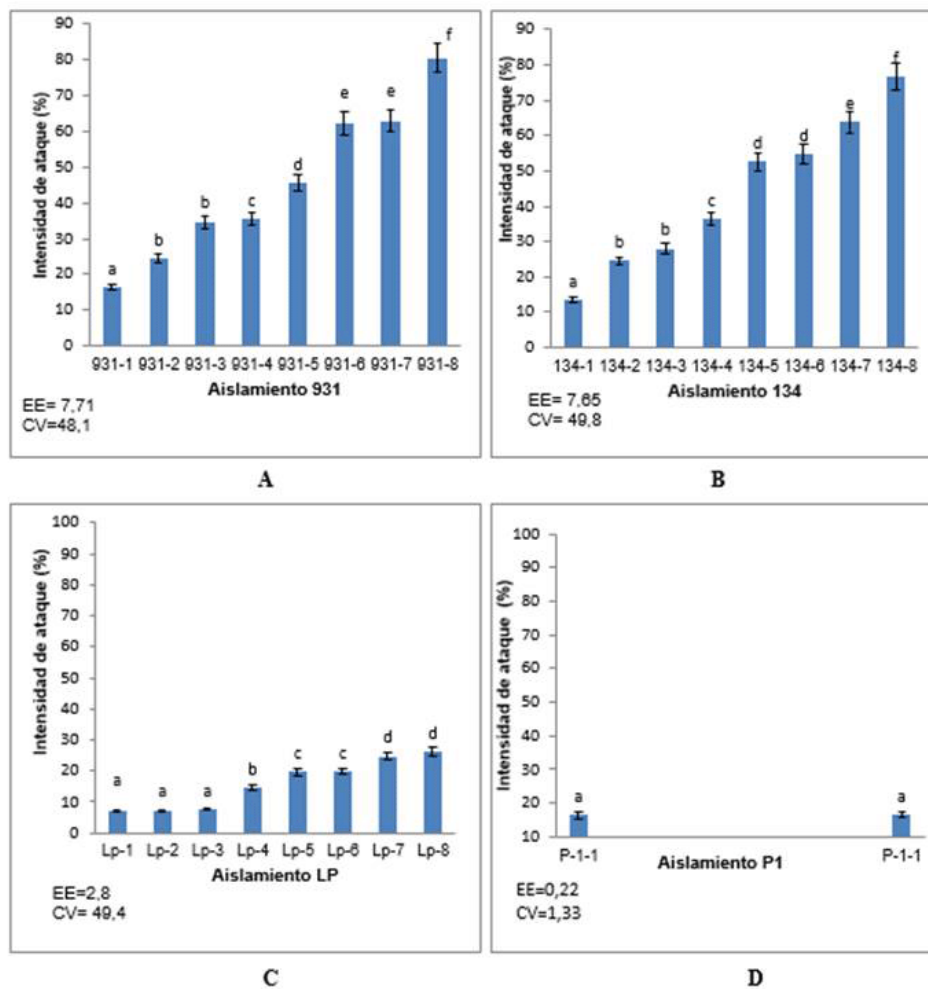 90
80
70
60
50
40
30
20
10
0
Intensidad de ataque (%)
a
b
b
c
d
e
e
f
931-1 931-2 931-3 931-4 931-5 931-6 931-7 931-8
Aislamiento 931
EE= 7,71
CV=48,1
A
90
80
70
60
50
40
30
20
10
0
Intensidad de ataque (%)
a
b
b
c
d
d
e
f
134-1 134-2 134-3 134-4 134-5 134-6 134-7 134-8
Aislamiento 134
EE= 7,65
CV= 49,8
B
100
90
80
70
60
50
40
30
20
10
0
Intensidad de ataque (%)
a a a b c c d d
Lp-1 Lp-2 Lp-3 Lp-4 Lp-5 Lp-6 Lp-7 Lp-8
Aislamiento LP
EE=2,8
CV= 49,4
C
100
90
80
70
60
50
40
30
20
10
Intensidad de ataque (%)
a a
P-1-1 P-1-1
Aislamiento P1
EE=0,22
CV=1,33
D